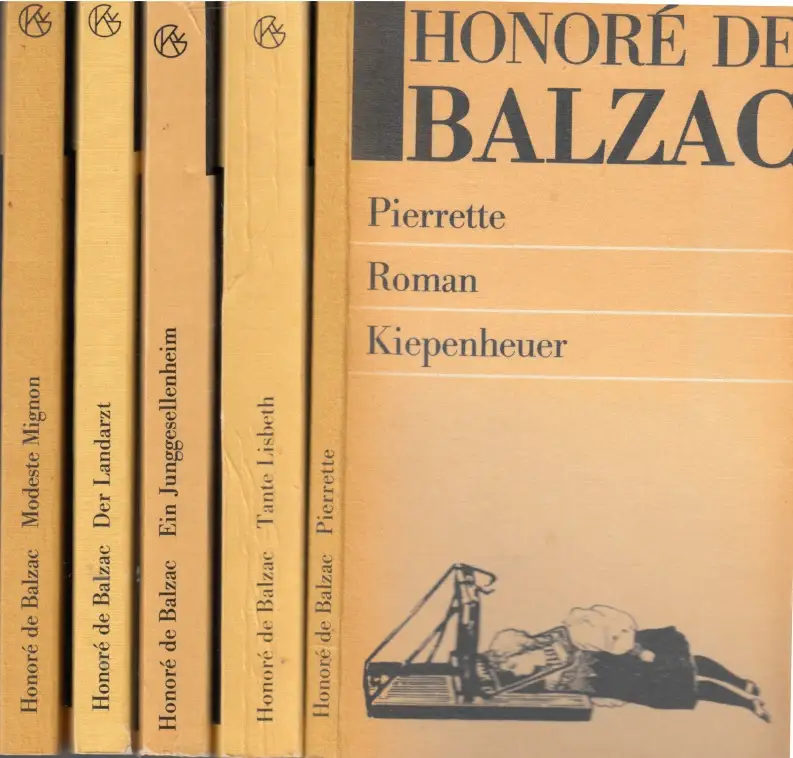 Honoré de Balzac Modeste Mignon
Honoré de Balzac Der Landarzt
Honoré de Balzac Ein Junggesellenheim
Honoré de Balzac Tante Lisbeth
Honoré de Balzac Pierrette
HONORÉ DE
BALZAC
Pierrette
Roman
Kiepenheuer